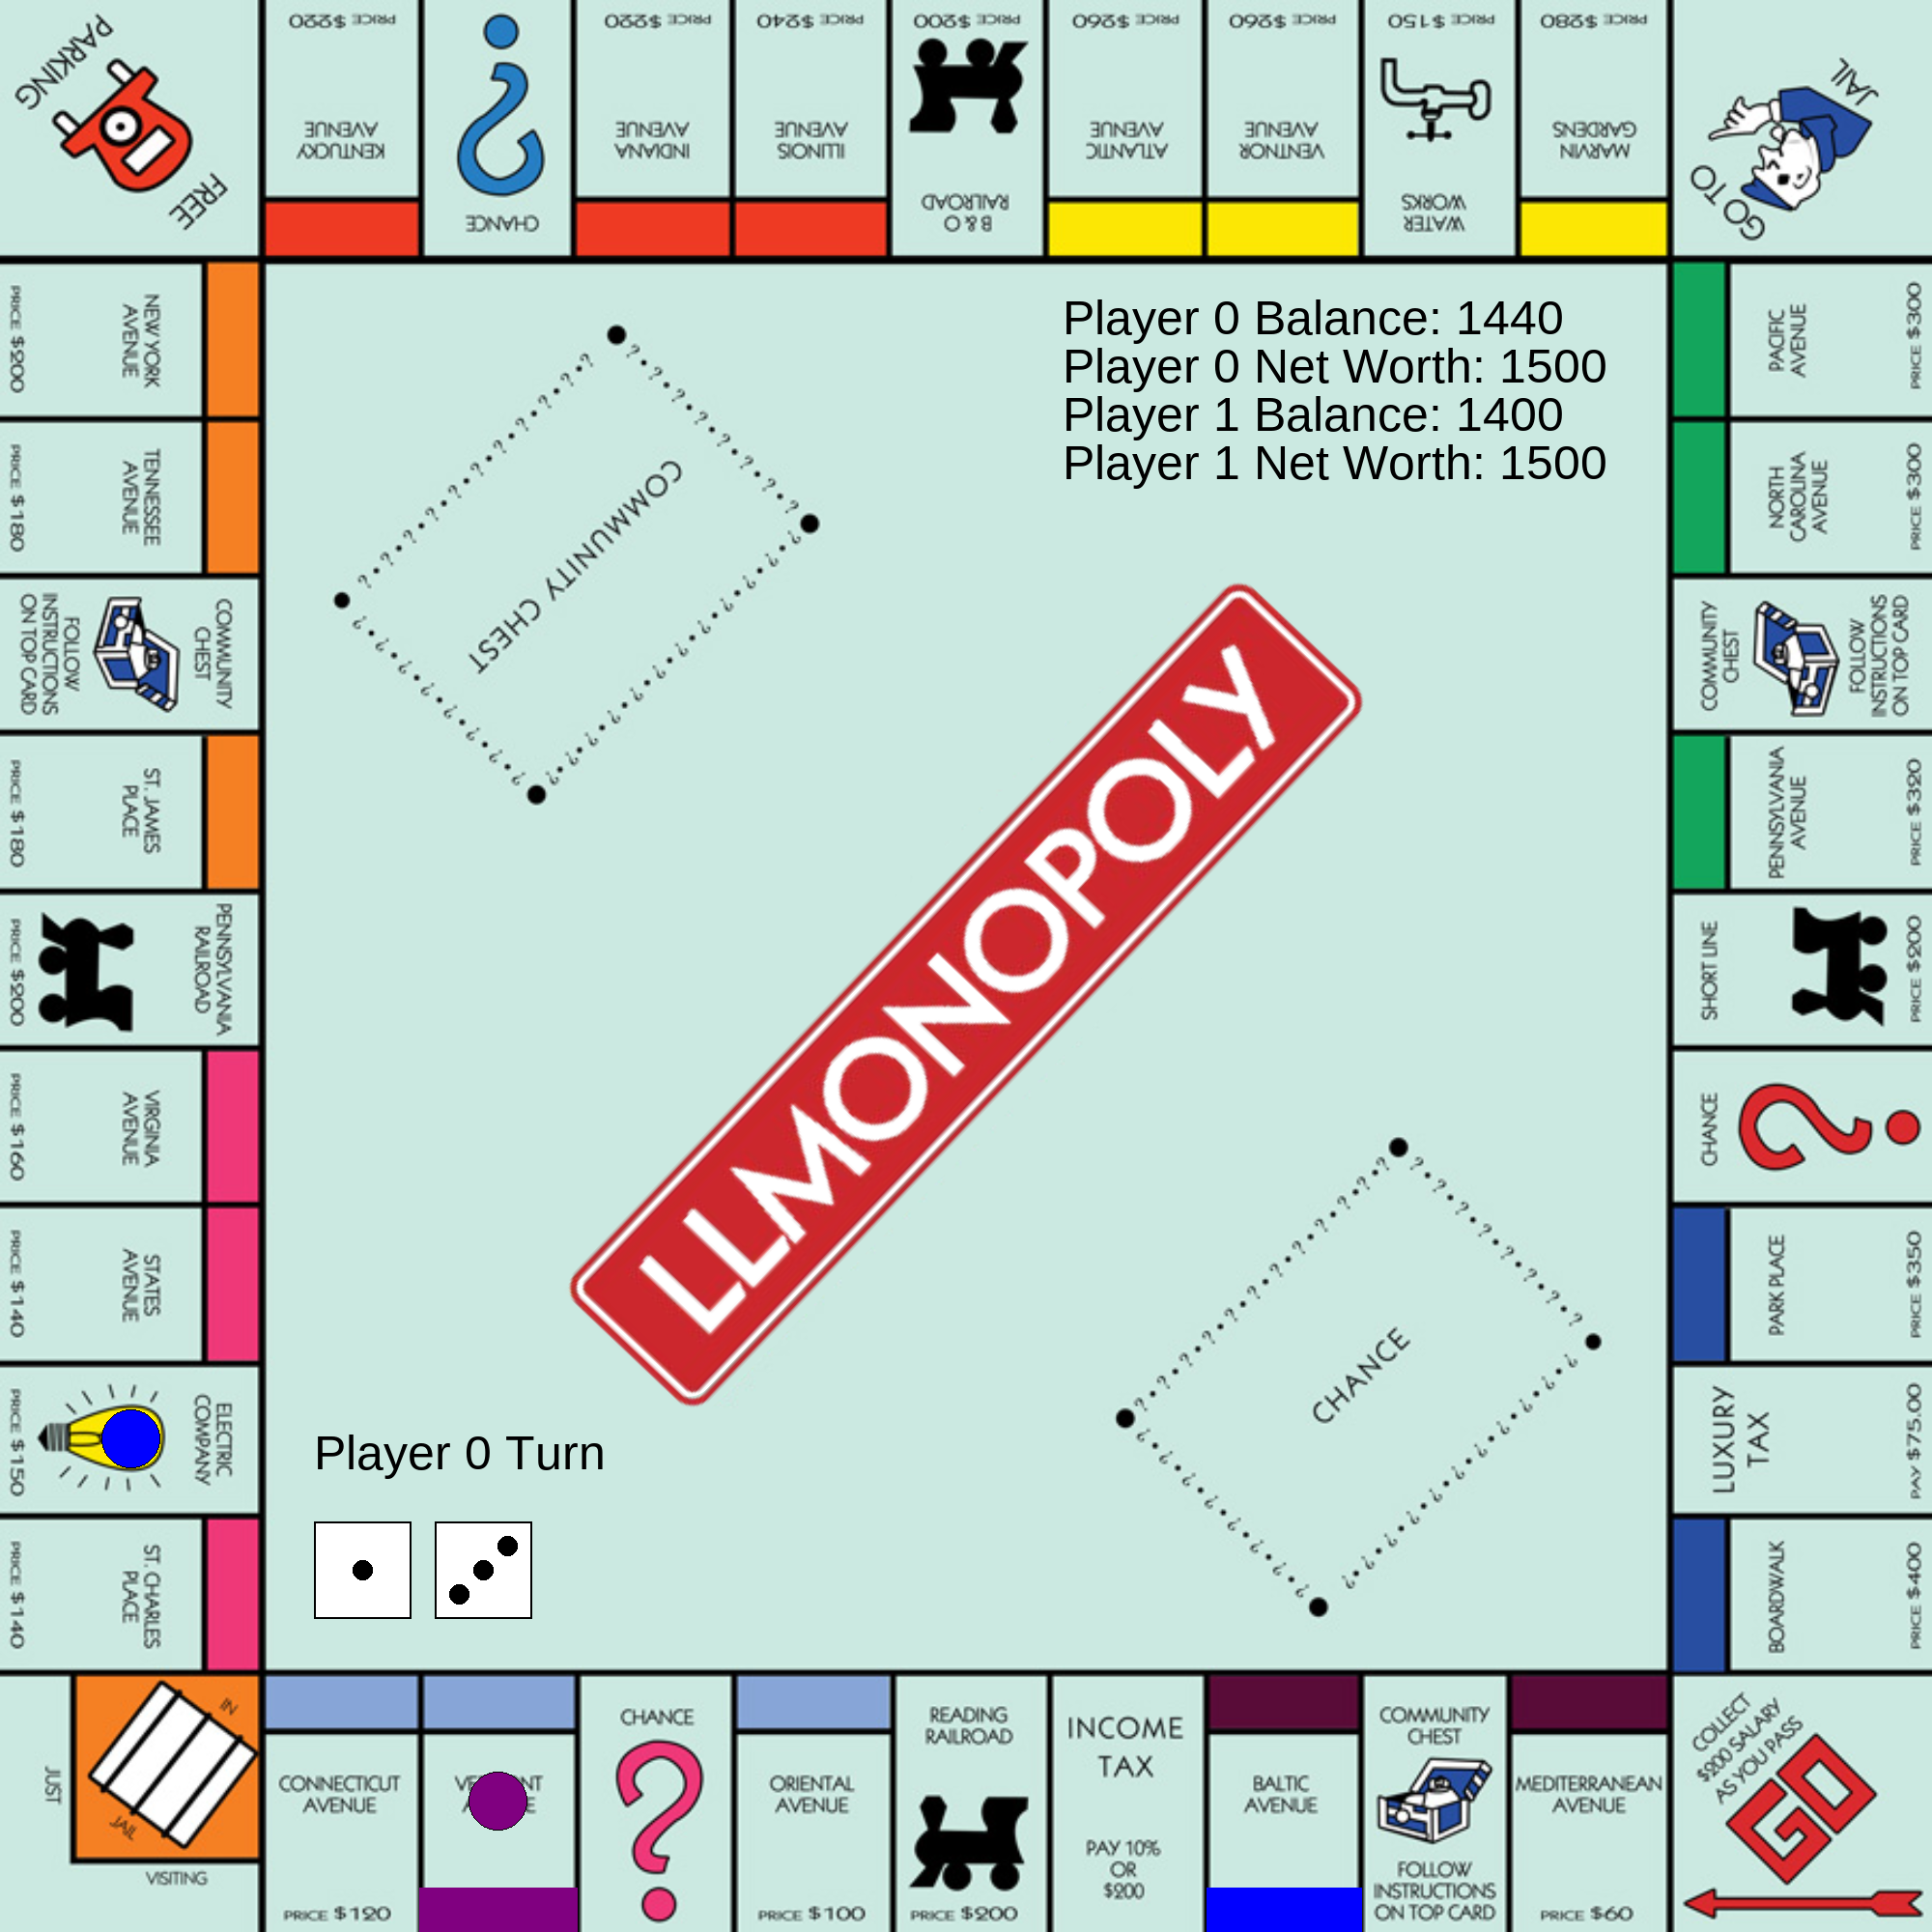 FREE
PARKING
PRICE $220
KENTUCKY
AVENUE
CHANCE
PRICE $220
INDIANA
AVENUE
PRICE $240
ILLINOIS
AVENUE
PRICE $200
B & O
RAILROAD
PRICE $260
ATLANTIC
AVENUE
PRICE $260
VENTNOR
AVENUE
PRICE $150
WATER
WORKS
PRICE $280
MARVIN
GARDENS
GO TO
JAIL
NEW YORK
AVENUE
PRICE $200
TENNESSEE
AVENUE
PRICE $180
COMMUNITY
CHEST
FOLLOW
INSTRUCTIONS
ON TOP CARD
ST. JAMES
PLACE
PRICE $180
PENNSYLVANIA
RAILROAD
PRICE $200
VIRGINIA
AVENUE
PRICE $160
STATES
AVENUE
PRICE $140
ELECTRIC
COMPANY
PRICE $150
ST. CHARLES
PLACE
PRICE $140
Player 0 Balance: 1440
Player 0 Net Worth: 1500
Player 1 Balance: 1400
Player 1 Net Worth: 1500
COMMUNITY CHEST
LLMONOPOLY
CHANCE
Player 0 Turn
PACIFIC
AVENUE
PRICE $300
NORTH
CAROLINA
AVENUE
PRICE $300
COMMUNITY
CHEST
FOLLOW
INSTRUCTIONS
ON TOP CARD
PENNSYLVANIA
AVENUE
PRICE $320
SHORT LINE
PRICE $200
CHANCE
PARK PLACE
PRICE $350
LUXURY
TAX
PAY $75.00
BOARDWALK
PRICE $400
JUST
VISITING
IN
JAIL
CONNECTICUT
AVENUE
PRICE $120
CHANCE
ORIENTAL
AVENUE
PRICE $100
READING
RAILROAD
PRICE $200
INCOME
TAX
PAY 10%
OR
$200
BALTIC
AVENUE
COMMUNITY
CHEST
FOLLOW
INSTRUCTIONS
ON TOP CARD
MEDITERRANEAN
AVENUE
PRICE $60
COLLECT
$200 SALARY
AS YOU PASS
GO